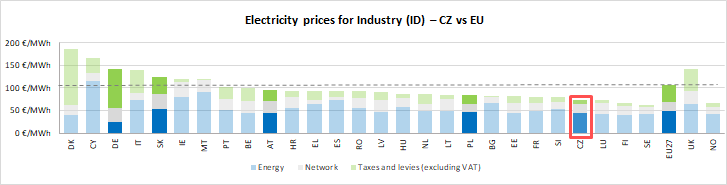 Electricity prices for Industry (ID) – CZ vs EU
200 €/MWh
150 €/MWh
100 €/MWh
50 €/MWh
0 €/MWh
DK CY DE IT SK IE MT PT BE AT HR EL ES RO LV HU NL LT PL BG EE FR SI CZ LU FI SE EU27 UK NO
Energy Network Taxes and levies (excluding VAT)